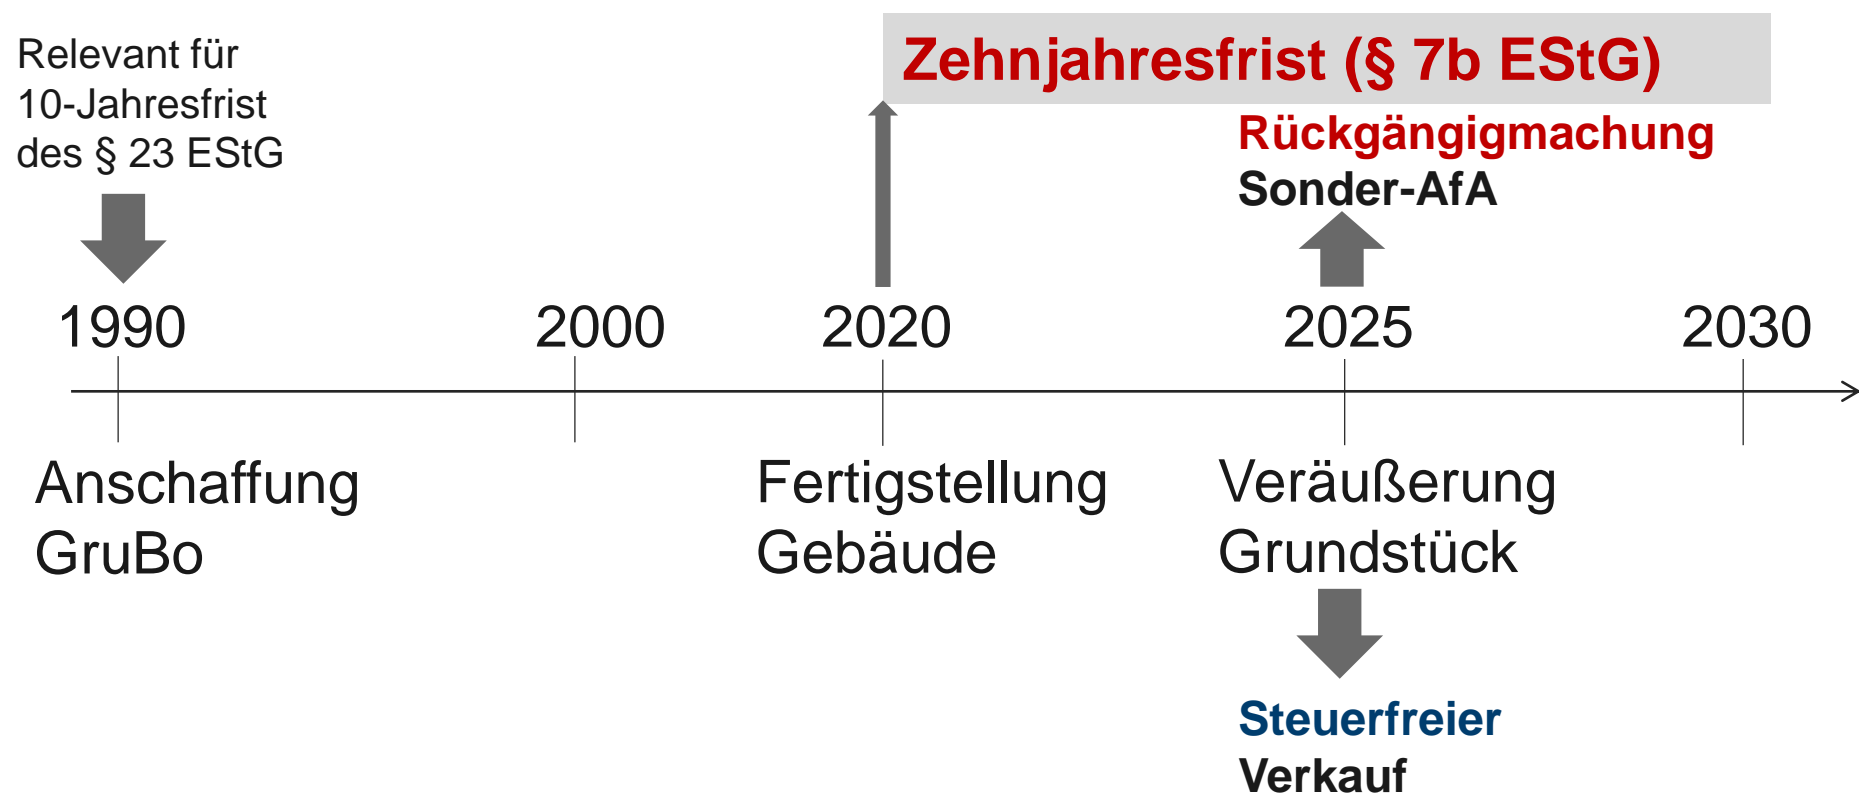 Relevant für
10-Jahresfrist
des § 23 EStG
Zehnjahresfrist (§ 7b EStG)
Rückgängigmachung
Sonder-AfA
1990
2000
2020
2025
2030
Anschaffung
GruBo
Fertigstellung
Gebäude
Veräußerung
Grundstück
Steuerfreier
Verkauf